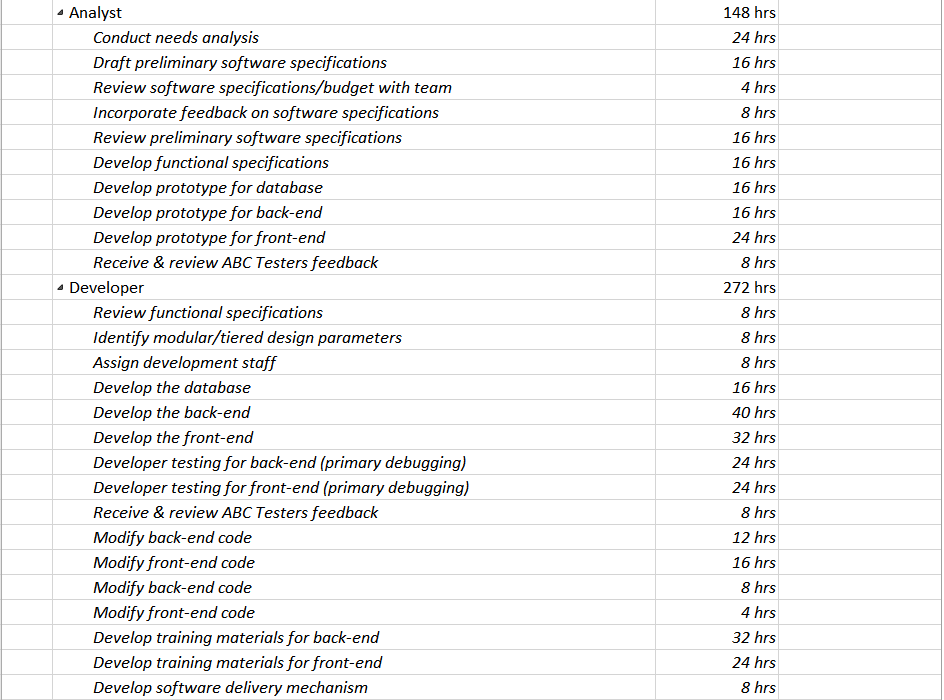 Analyst 148 hrs
Conduct needs analysis 24 hrs
Draft preliminary software specifications 16 hrs
Review software specifications/budget with team 4 hrs
Incorporate feedback on software specifications 8 hrs
Review preliminary software specifications 16 hrs
Develop functional specifications 16 hrs
Develop prototype for database 16 hrs
Develop prototype for back-end 16 hrs
Develop prototype for front-end 24 hrs
Receive & review ABC Testers feedback 8 hrs
Developer 272 hrs
Review functional specifications 8 hrs
Identify modular/tiered design parameters 8 hrs
Assign development staff 8 hrs
Develop the database 16 hrs
Develop the back-end 40 hrs
Develop the front-end 32 hrs
Developer testing for back-end (primary debugging) 24 hrs
Developer testing for front-end (primary debugging) 24 hrs
Receive & review ABC Testers feedback 8 hrs
Modify back-end code 12 hrs
Modify front-end code 16 hrs
Modify back-end code 8 hrs
Modify front-end code 4 hrs
Develop training materials for back-end 32 hrs
Develop training materials for front-end 24 hrs
Develop software delivery mechanism 8 hrs